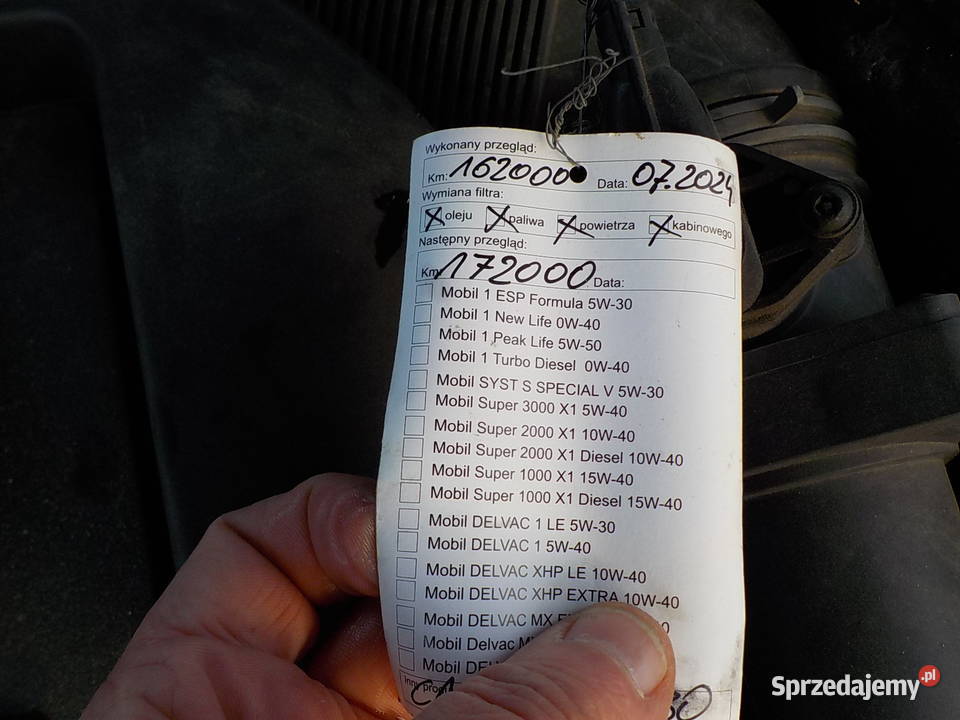 Wykonany przegląd:
Km: 162000 Data: 07.2024
Wymiana filtra:
oleju paliwa powietrza kabinowego
Następny przegląd:
Km 172000 Data:
Mobil 1 ESP Formula 5W-30
Mobil 1 New Life 0W-40
Mobil 1 Peak Life 5W-50
Mobil 1 Turbo Diesel 0W-40
Mobil SYST S SPECIAL V 5W-30
Mobil Super 3000 X1 5W-40
Mobil Super 2000 X1 10W-40
Mobil Super 2000 X1 Diesel 10W-40
Mobil Super 1000 X1 15W-40
Mobil Super 1000 X1 Diesel 15W-40
Mobil DELVAC 1 LE 5W-30
Mobil DELVAC 1 5W-40
Mobil DELVAC XHP LE 10W-40
Mobil DELVAC XHP EXTRA 10W-40
Mobil DELVAC MX
Mobil Delvac
Mobil
Inny
Sprzedajemy.pl